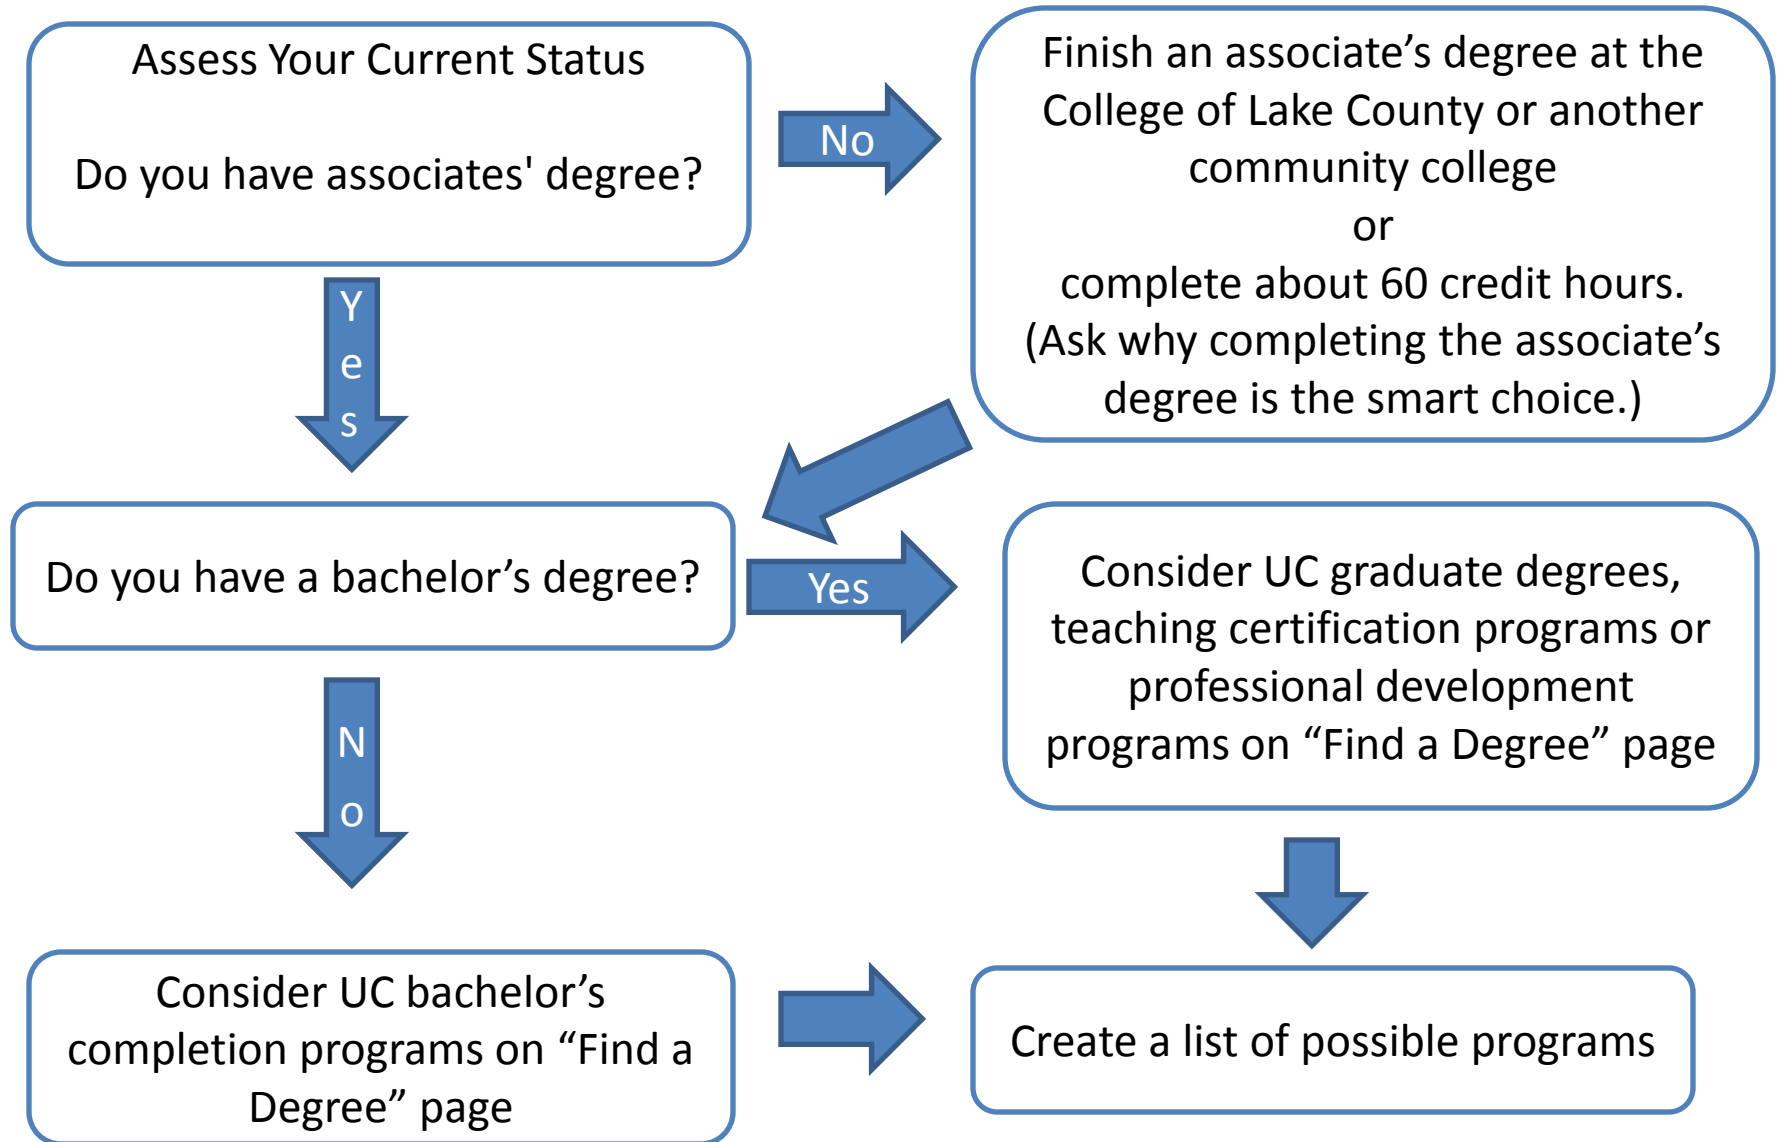 Assess Your Current Status
Do you have associates' degree?
No
Finish an associate’s degree at the
College of Lake County or another
community college
or
complete about 60 credit hours.
(Ask why completing the associate’s
degree is the smart choice.)
Yes
Do you have a bachelor’s degree?
Yes
Consider UC graduate degrees,
teaching certification programs or
professional development
programs on “Find a Degree” page
No
Consider UC bachelor’s
completion programs on “Find a
Degree” page
Create a list of possible programs